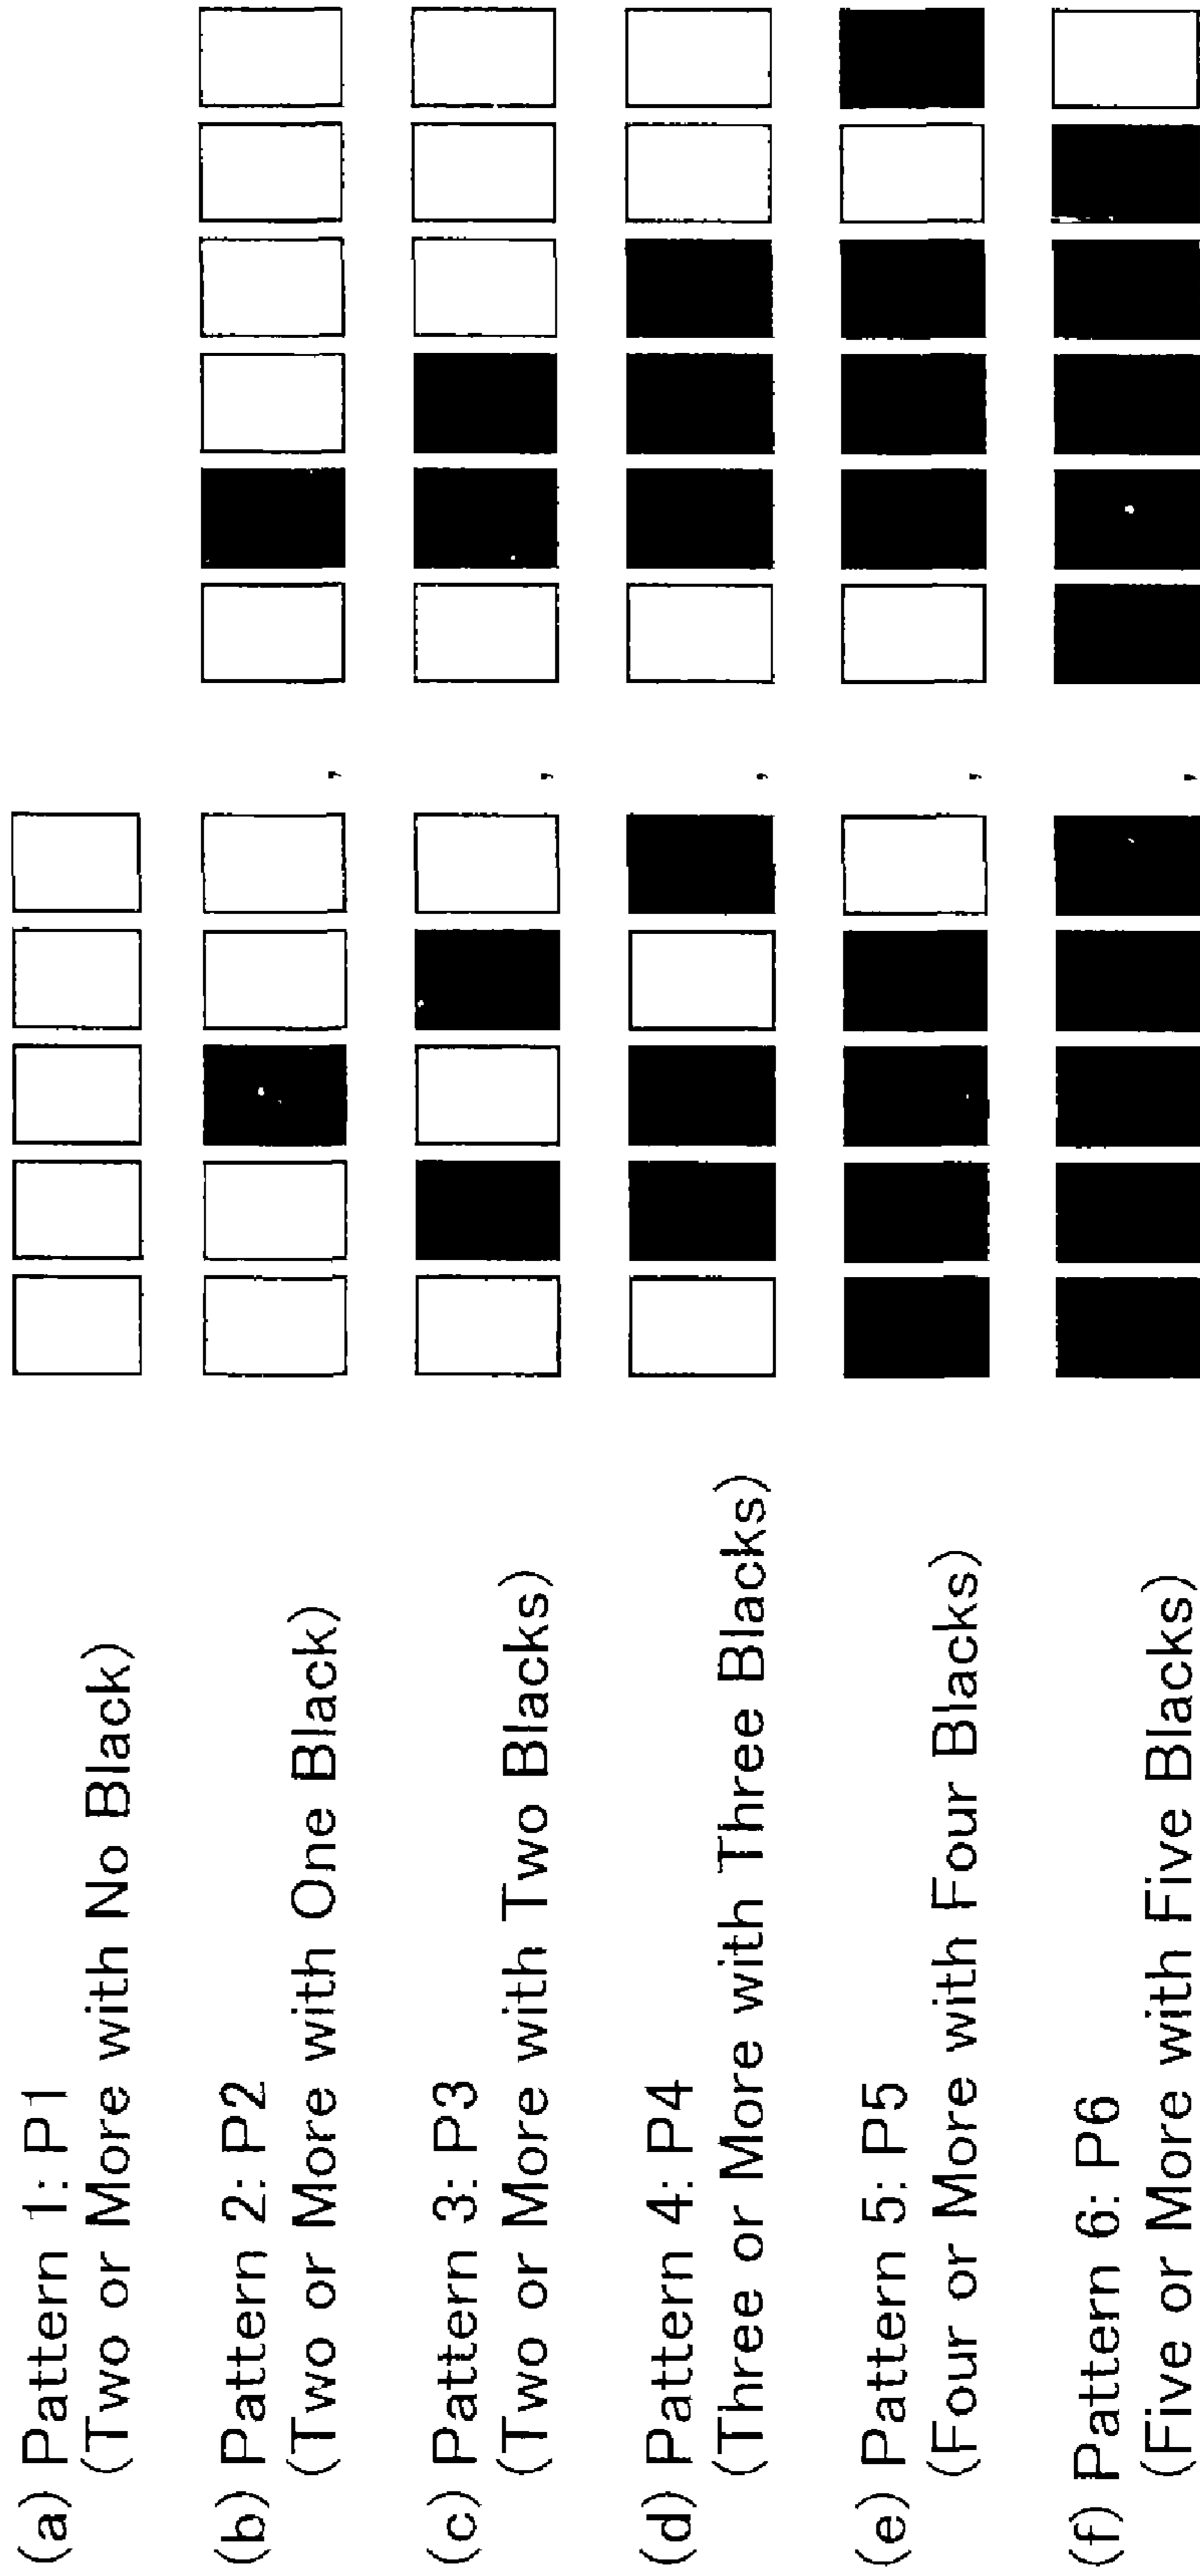 (a) Pattern 1: P1
(Two or More with No Black)
(b) Pattern 2: P2
(Two or More with One Black)
,
(c) Pattern 3: P3
(Two or More with Two Blacks)
,
(d) Pattern 4: P4
(Three or More with Three Blacks)
,
(e) Pattern 5: P5
(Four or More with Four Blacks)
,
(f) Pattern 6: P6
(Five or More with Five Blacks)
,